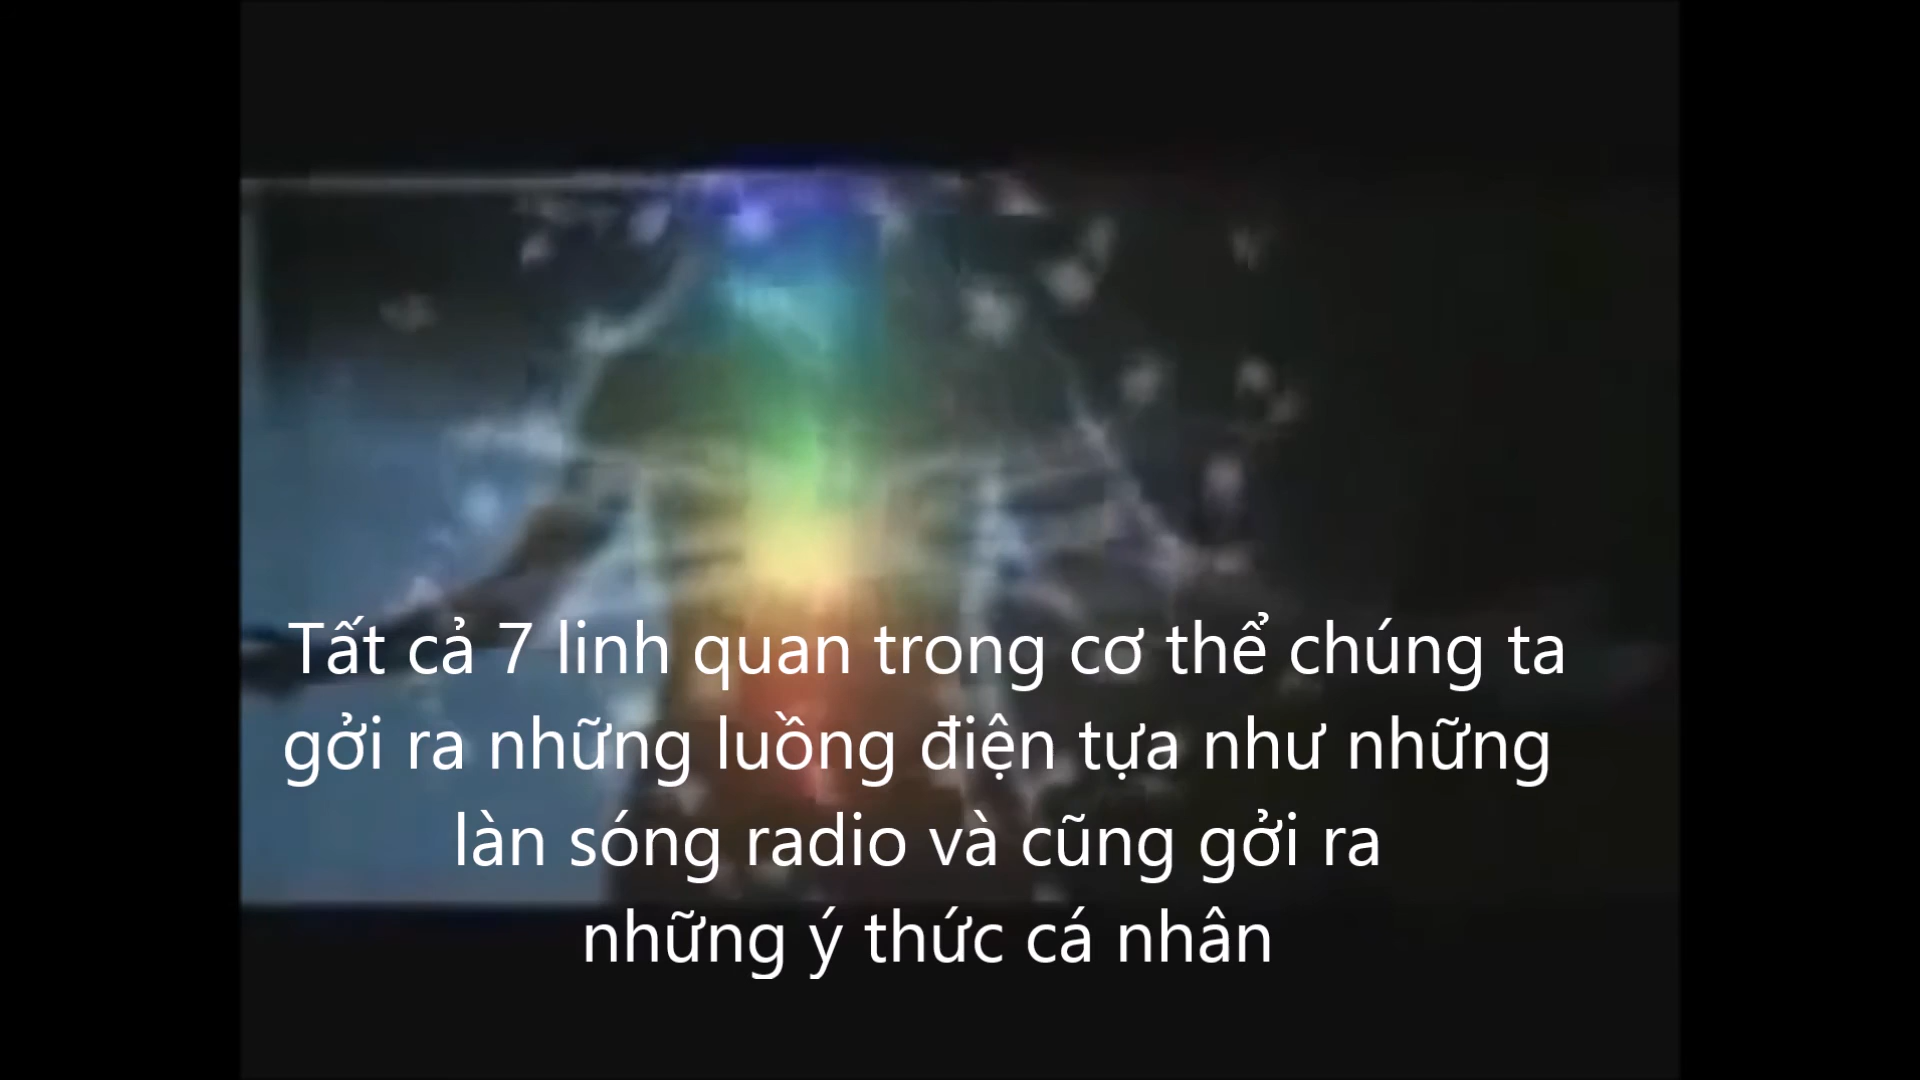 Tất cả 7 linh quan trong cơ thể chúng ta
gởi ra những luồng điện tựa như những
làn sóng radio và cũng gởi ra
những ý thức cá nhân